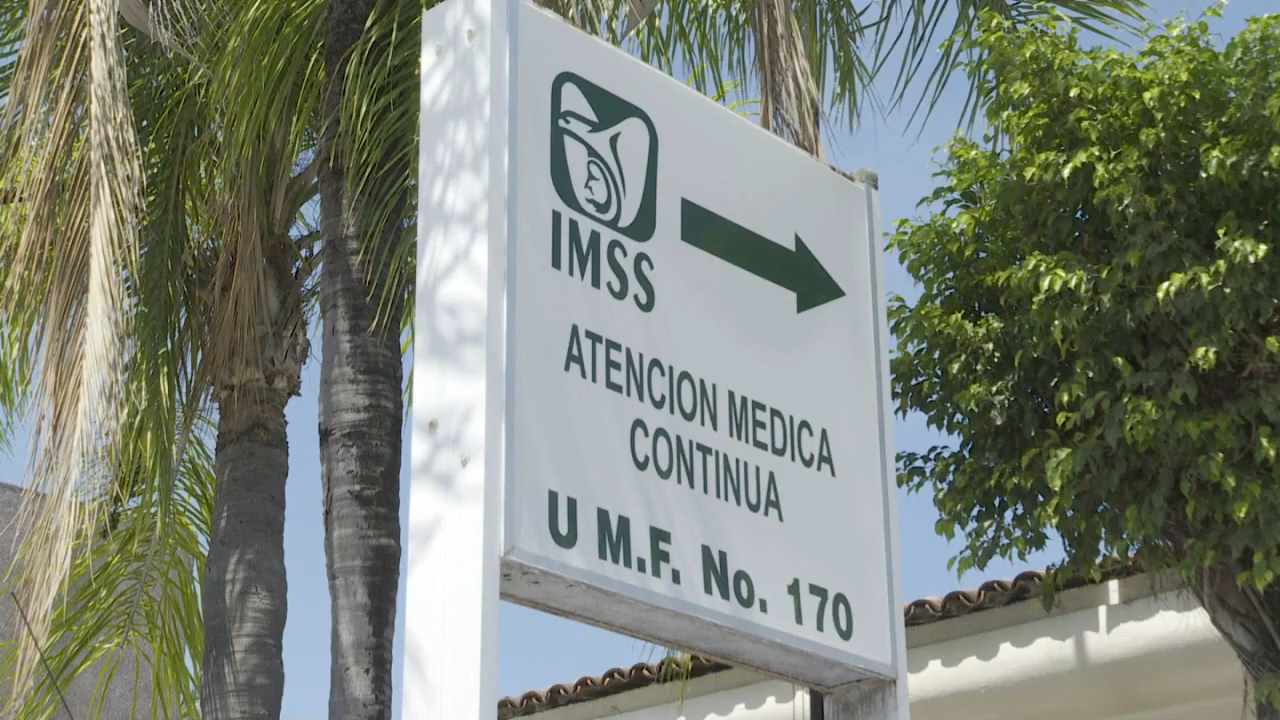 IMSS
ATENCION MEDICA
CONTINUA
U M.F. No. 170